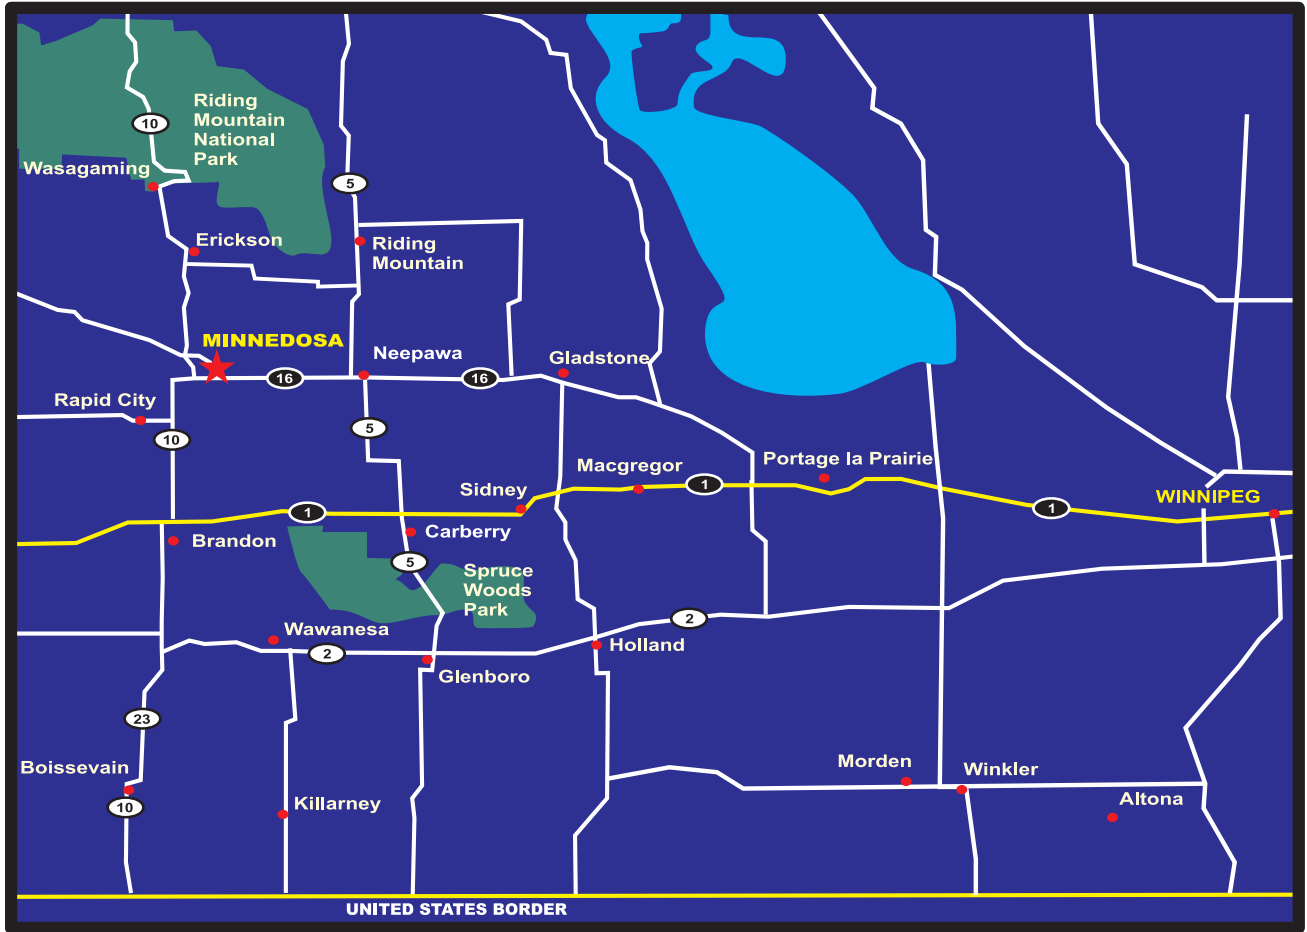 Riding
Mountain
National
Park
10
Wasagaming
5
Erickson
Riding
Mountain
MINNEDOSA
Neepawa
Gladstone
16
16
Rapid City
10
5
Macgregor
Portage la Prairie
Sidney
1
WINNIPEG
1
1
Brandon
Carberry
5
Spruce
Woods
Park
2
Wawanesa
2
Holland
Glenboro
23
Boissevain
Morden
Winkler
10
Killarney
Altona
UNITED STATES BORDER